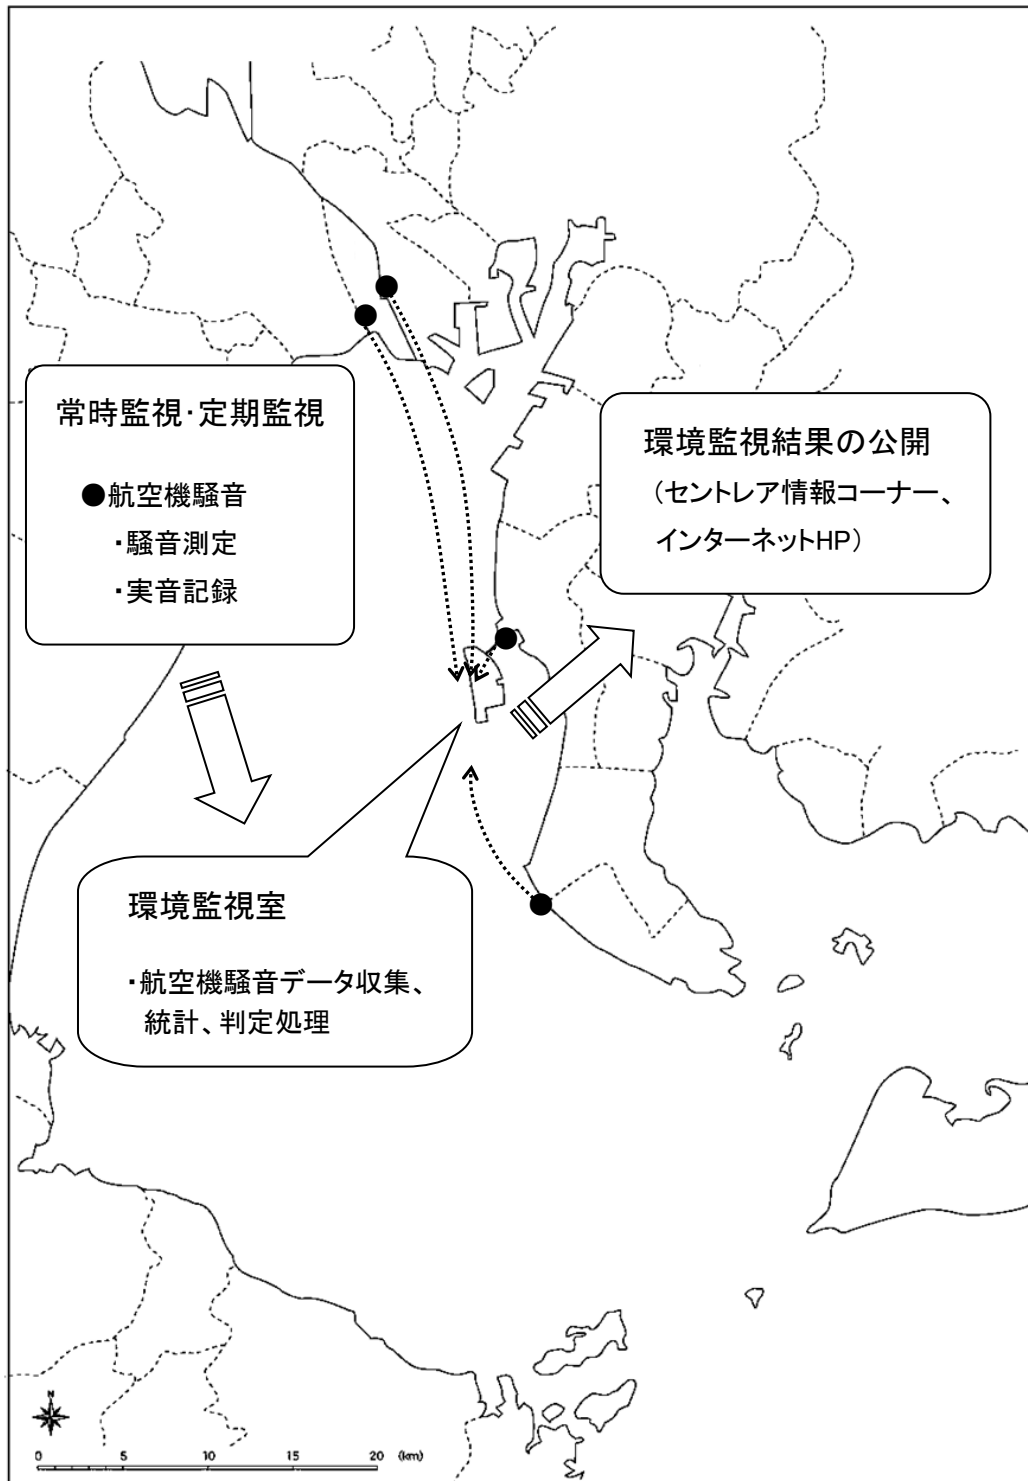 常時監視・定期監視
●航空機騒音
・騒音測定
・実音記録
環境監視結果の公開
（セントレア情報コーナー、
インターネットHP）
環境監視室
・航空機騒音データ収集、
統計、判定処理
N
0 5 10 15 20 (km)